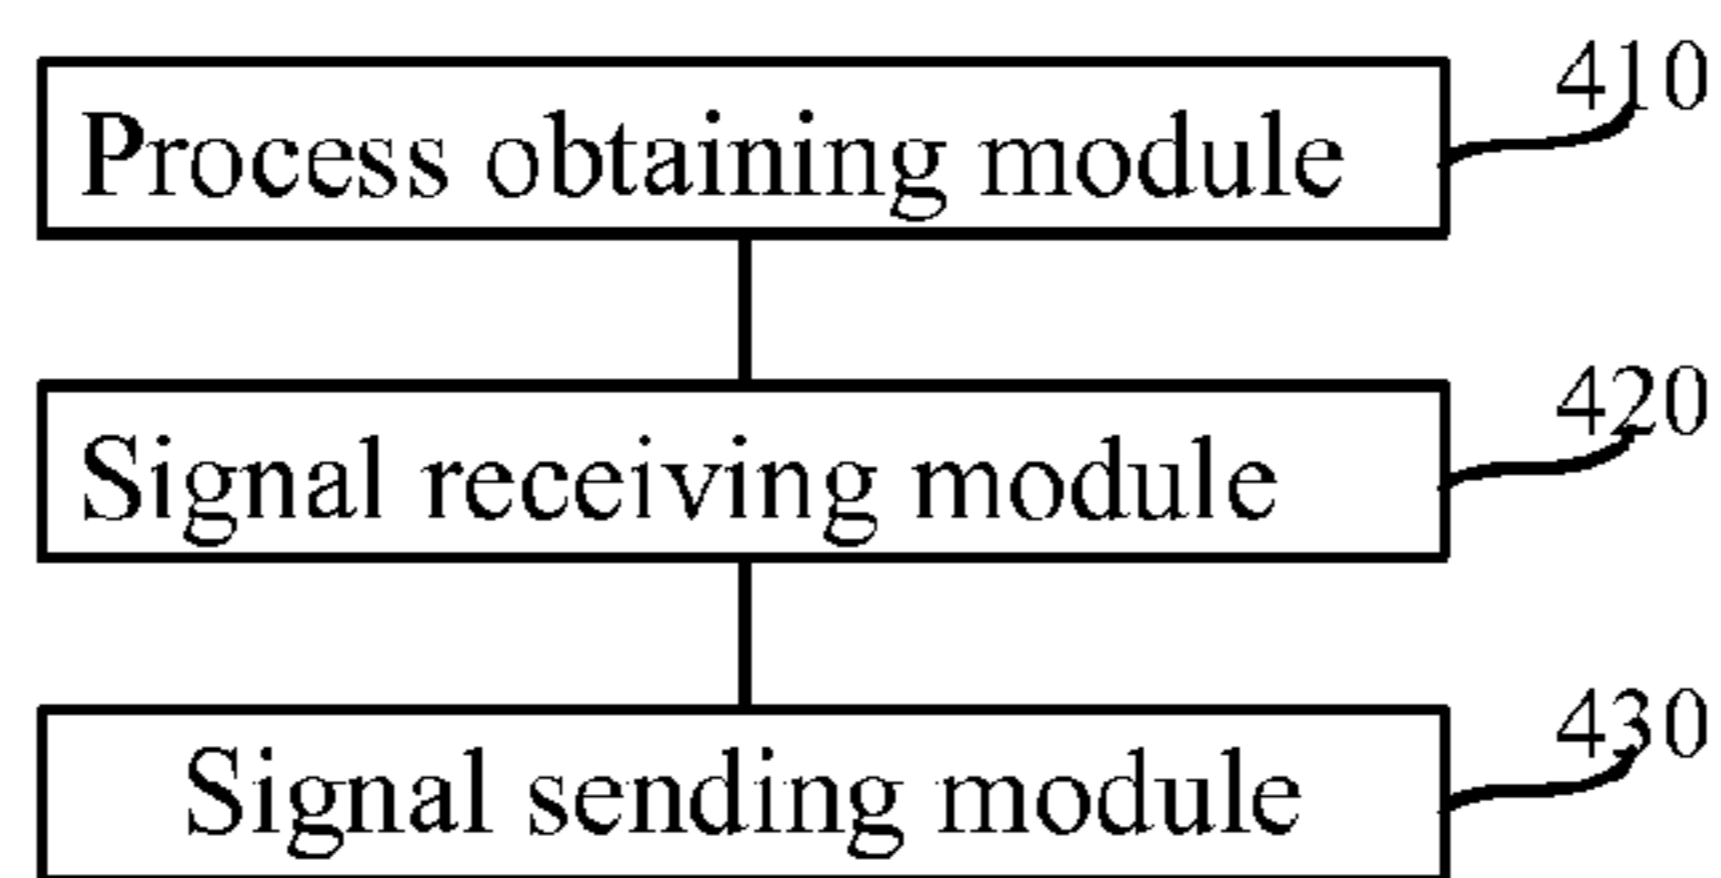 410
Process obtaining module
420
Signal receiving module
430
Signal sending module